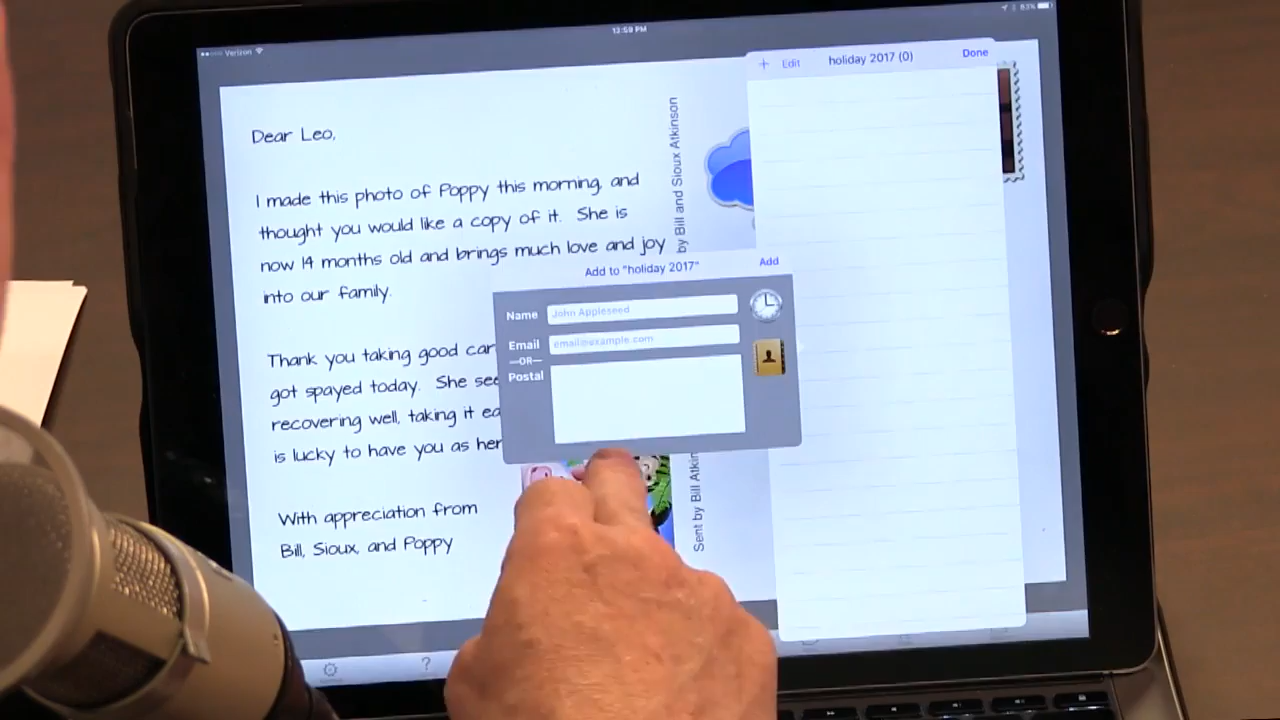 Verizon
12:59 PM
83%
Dear Leo,
I made this photo of Poppy this morning, and
thought you would like a copy of it. She is
now 14 months old and brings much love and joy
into our family.
Thank you taking good car
got spayed today. She see
recovering well, taking it ea
is lucky to have you as her
With appreciation from
Bill, Sioux, and Poppy
by Bill and Sioux Atkinson
Sent by Bill Atkin
+ Edit holiday 2017 (0) Done
Add to "holiday 2017" Add
Name John Appleseed
Email email@example.com
—OR—
Postal
?